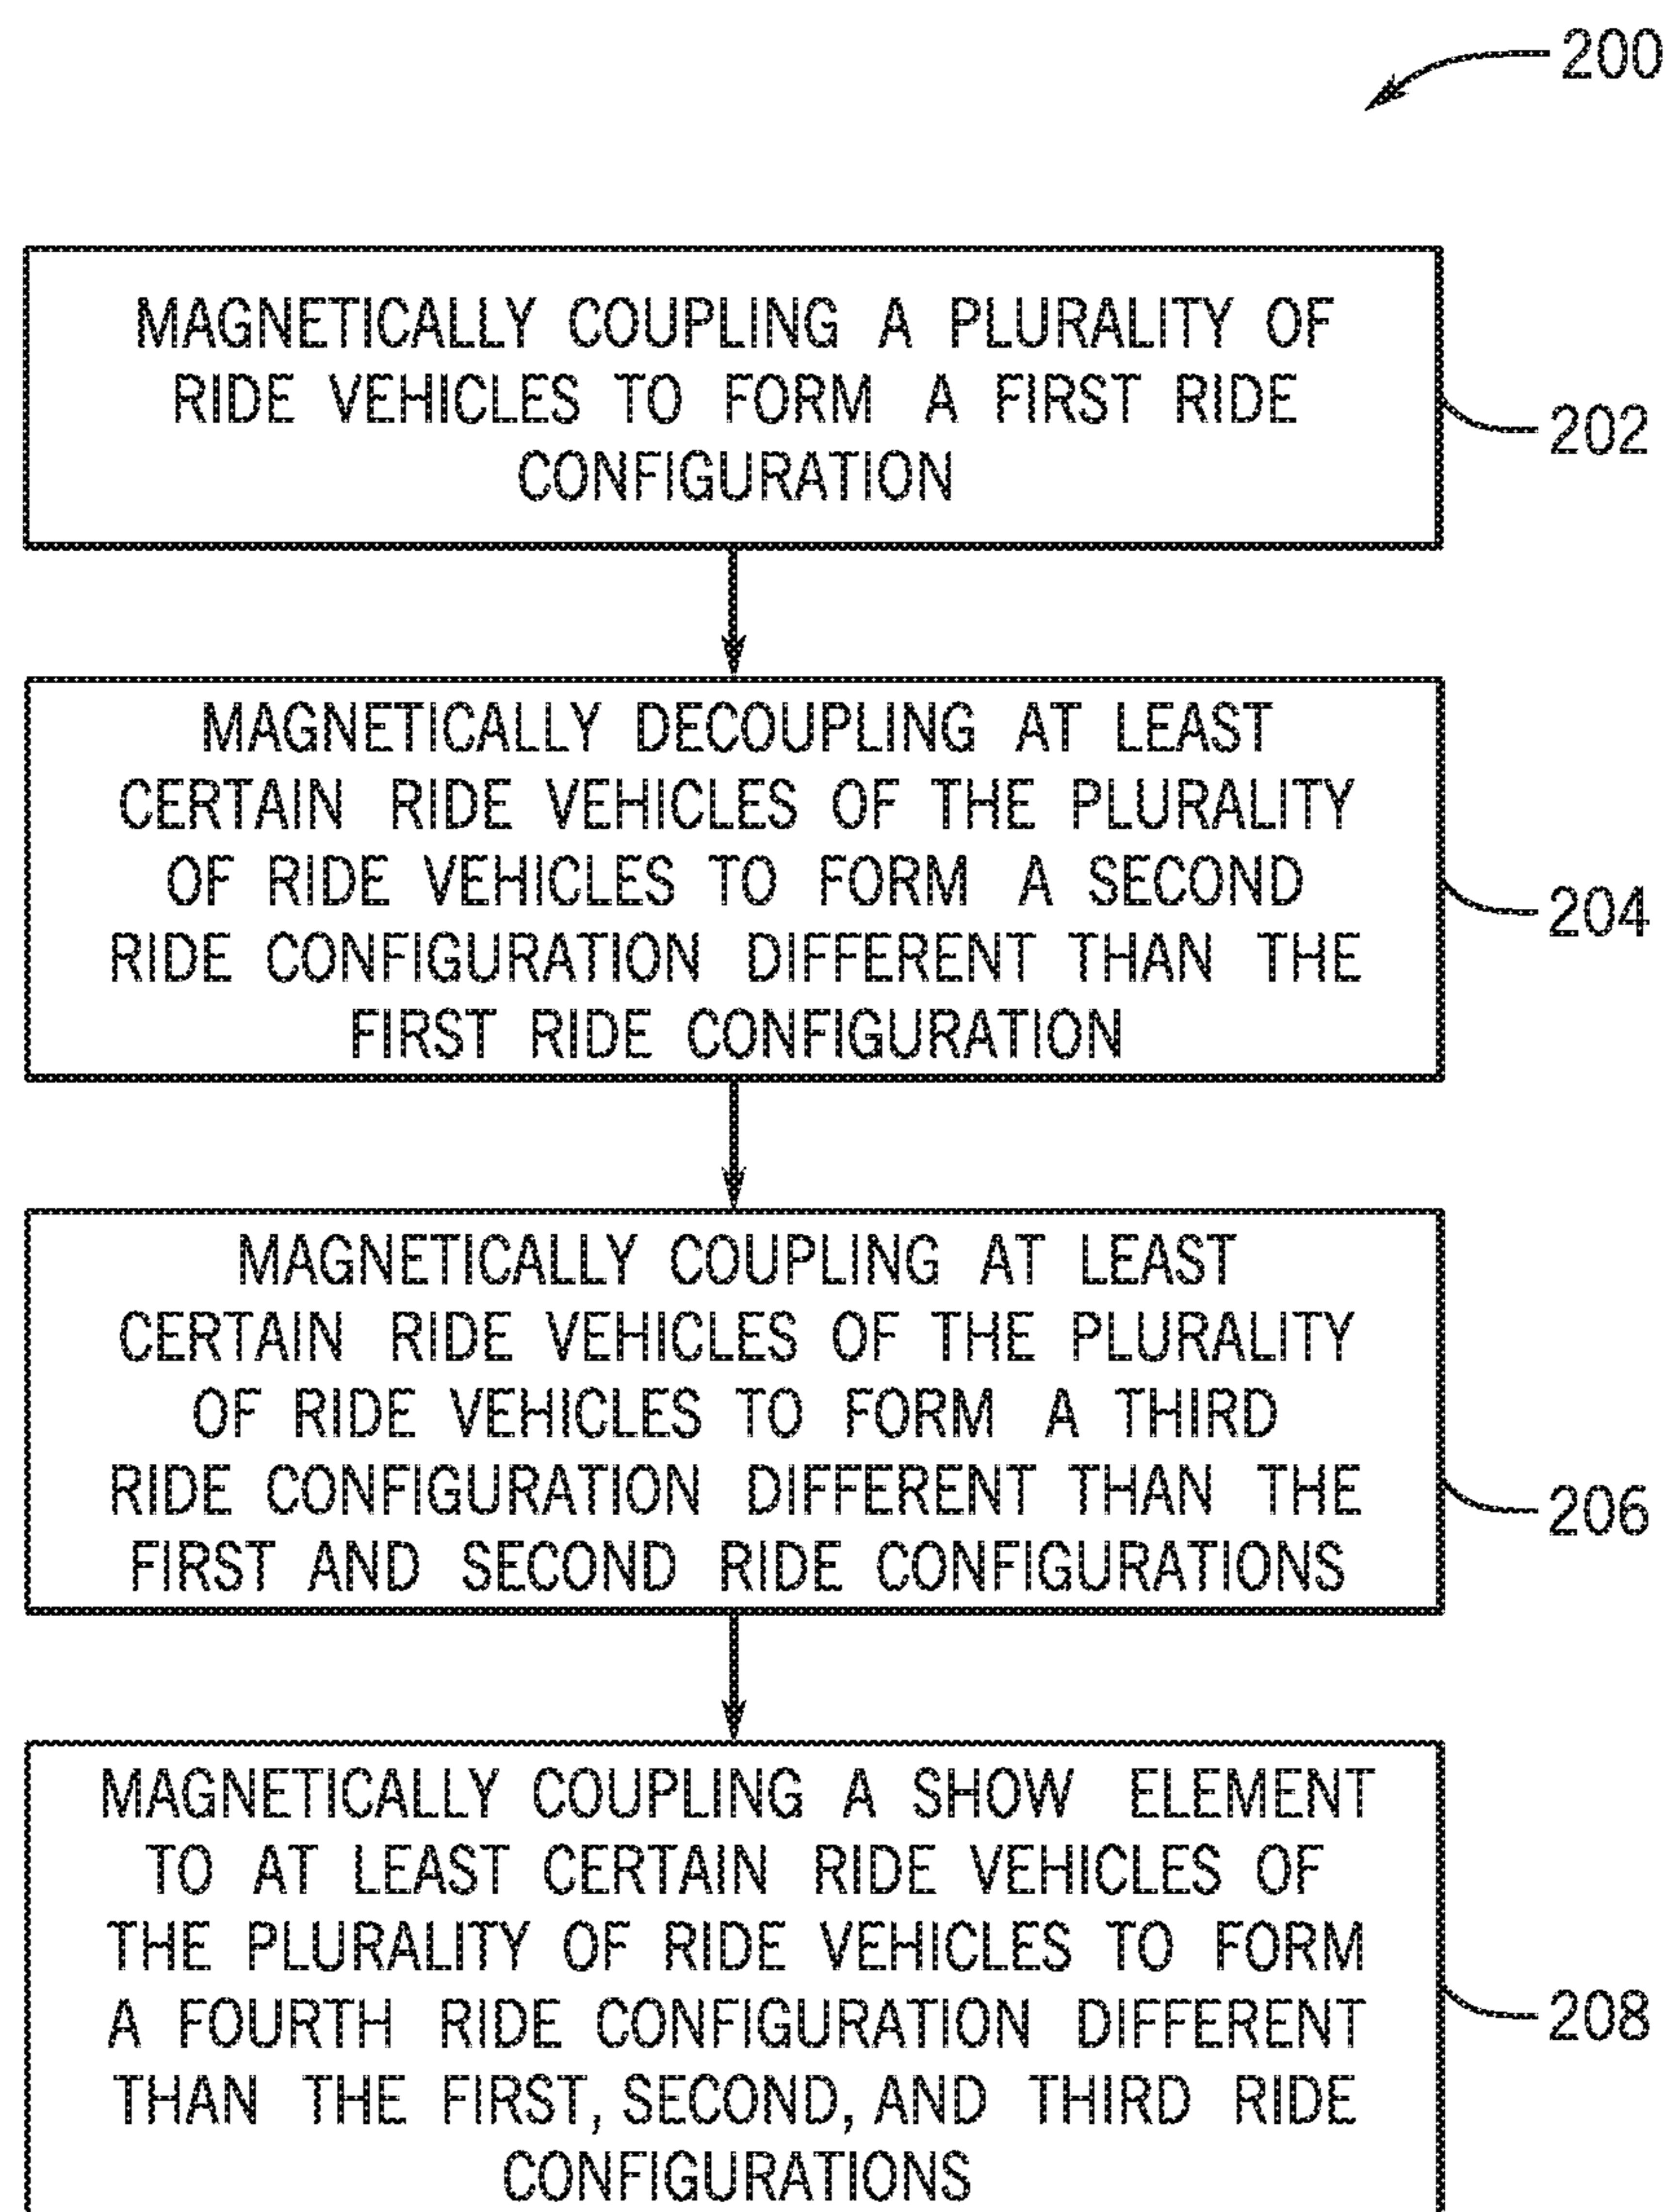 200
MAGNETICALLY COUPLING A PLURALITY OF
RIDE VEHICLES TO FORM A FIRST RIDE
CONFIGURATION
202
MAGNETICALLY DECOUPLING AT LEAST
CERTAIN RIDE VEHICLES OF THE PLURALITY
OF RIDE VEHICLES TO FORM A SECOND
RIDE CONFIGURATION DIFFERENT THAN THE
FIRST RIDE CONFIGURATION
204
MAGNETICALLY COUPLING AT LEAST
CERTAIN RIDE VEHICLES OF THE PLURALITY
OF RIDE VEHICLES TO FORM A THIRD
RIDE CONFIGURATION DIFFERENT THAN THE
FIRST AND SECOND RIDE CONFIGURATIONS
206
MAGNETICALLY COUPLING A SHOW ELEMENT
TO AT LEAST CERTAIN RIDE VEHICLES OF
THE PLURALITY OF RIDE VEHICLES TO FORM
A FOURTH RIDE CONFIGURATION DIFFERENT
THAN THE FIRST, SECOND, AND THIRD RIDE
CONFIGURATIONS
208